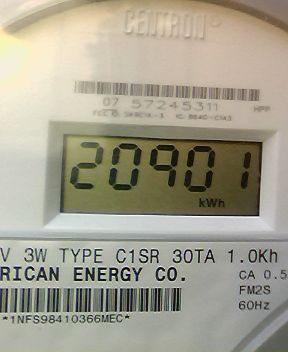 CENTRON®
07 57245311 HPP
20901
kWh
V 3W TYPE C1SR 30TA 1.0Kh
RICAN ENERGY CO. CA 0.5
FM2S
60Hz
*1NFS98410366MEC*